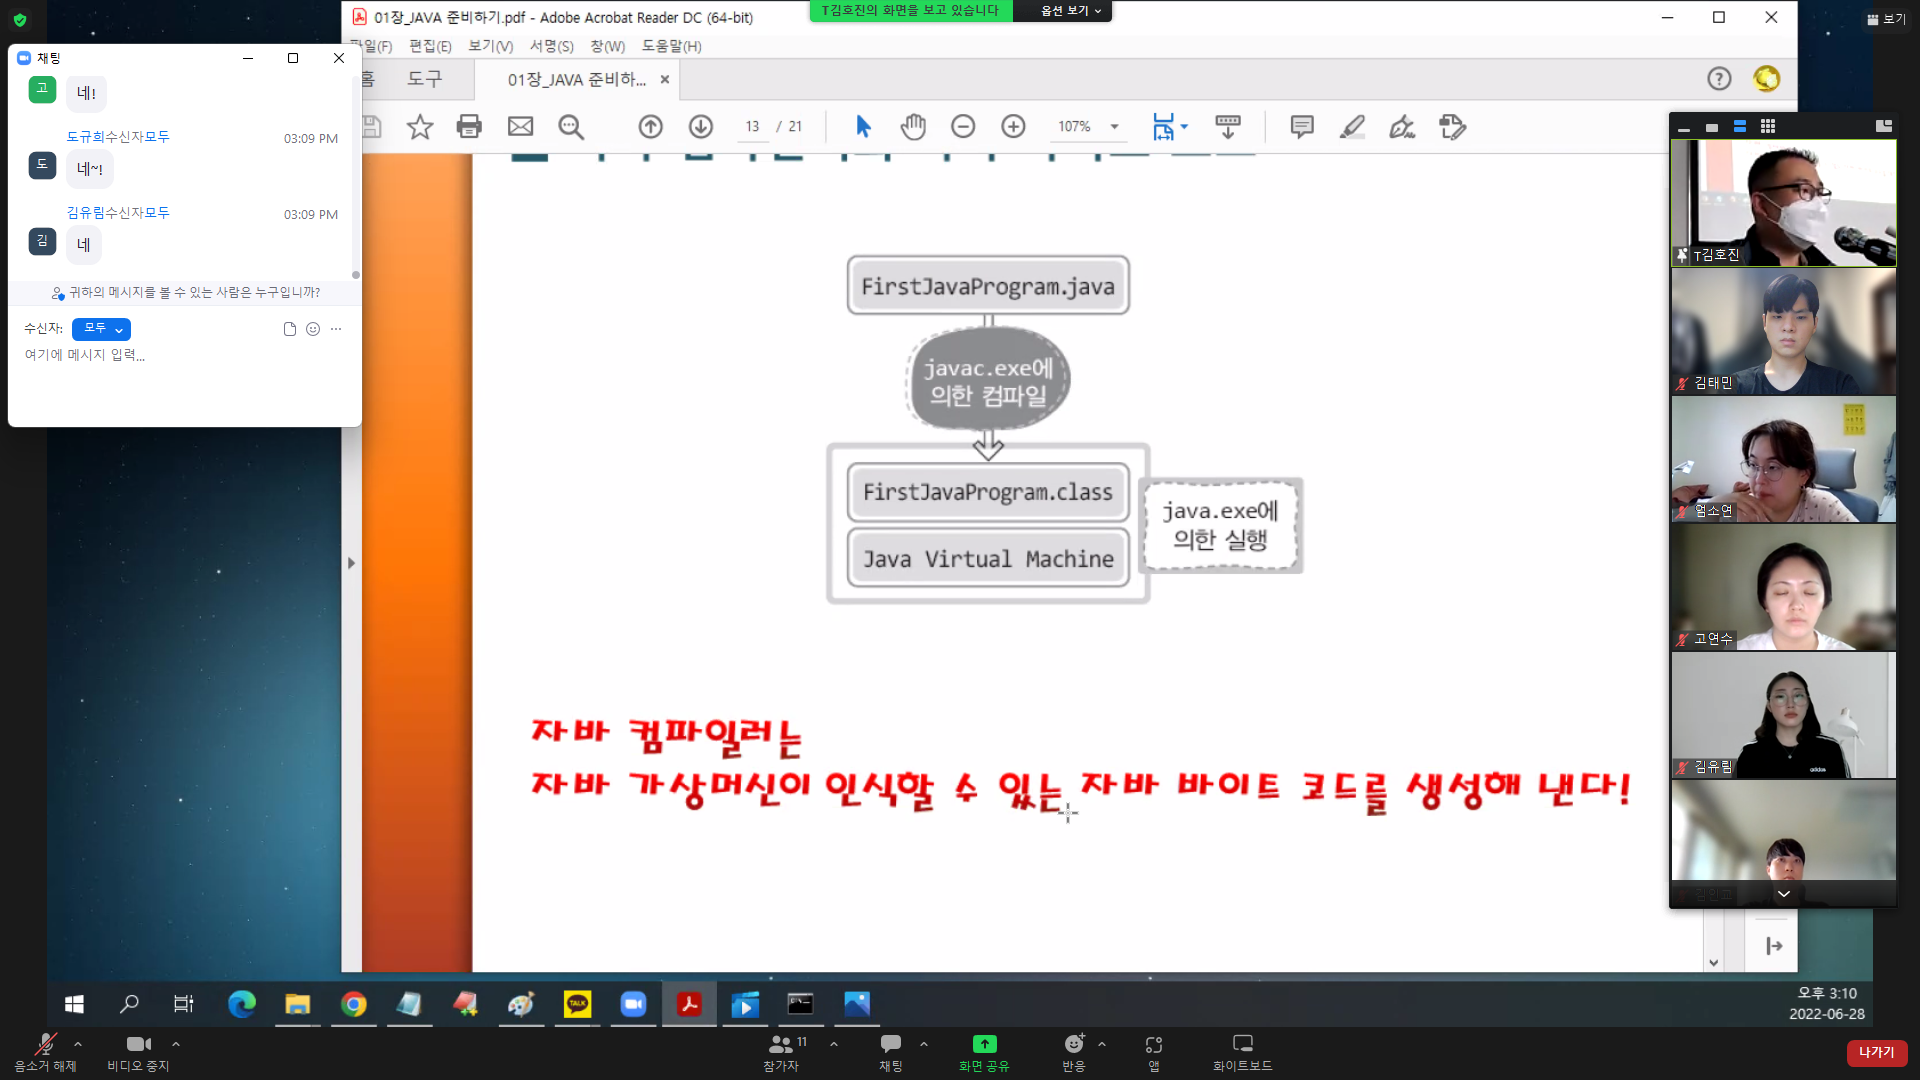 01장_JAVA 준비하기.pdf - Adobe Acrobat Reader DC (64-bit)
T김호진의 화면을 보고 있습니다
옵션 보기
보기
채팅
파일(F) 편집(E) 보기(V) 서명(S) 창(W) 도움말(H)
홈 도구 01장_JAVA 준비하... ×
13 / 21
107%
고
네!
도규희수신자모두 03:09 PM
도
네~!
김유림수신자모두 03:09 PM
김
네
귀하의 메시지를 볼 수 있는 사람은 누구입니까?
수신자: 모두
여기에 메시지 입력...
FirstJavaProgram.java
javac.exe에
의한 컴파일
FirstJavaProgram.class
Java Virtual Machine
java.exe에
의한 실행
자바 컴파일러는
자바 가상머신이 인식할 수 있는 자바 바이트 코드를 생성해 낸다!
T김호진
김태민
엄소연
고연수
김유림
adidas
TALK
오후 3:10
2022-06-28
음소거 해제
비디오 중지
11
참가자
채팅
화면 공유
반응
앱
화이트보드
나가기